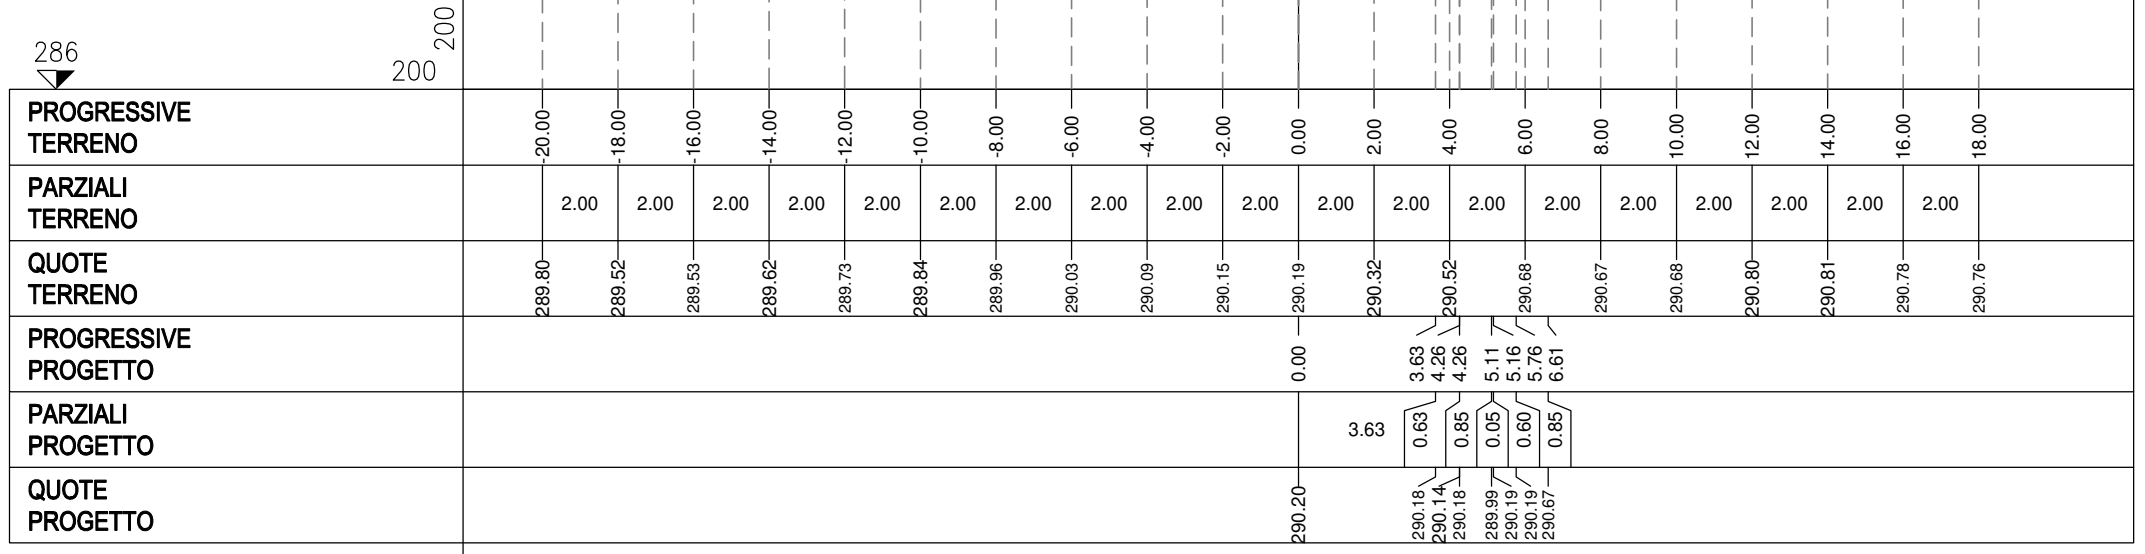 200
286
200
PROGRESSIVE
TERRENO
-20.00 -18.00 -16.00 -14.00 -12.00 -10.00 -8.00 -6.00 -4.00 -2.00 0.00 2.00 4.00 6.00 8.00 10.00 12.00 14.00 16.00 18.00
PARZIALI
TERRENO
2.00 2.00 2.00 2.00 2.00 2.00 2.00 2.00 2.00 2.00 2.00 2.00 2.00 2.00 2.00 2.00 2.00 2.00 2.00
QUOTE
TERRENO
289.80 289.52 289.53 289.62 289.73 289.84 289.96 290.03 290.09 290.15 290.19 290.32 290.52 290.68 290.67 290.68 290.80 290.81 290.78 290.76
PROGRESSIVE
PROGETTO
0.00 3.63 4.26 4.26 5.11 5.16 5.76 6.61
PARZIALI
PROGETTO
3.63 0.63 0.85 0.05 0.60 0.85
QUOTE
PROGETTO
290.20 290.18 290.14 290.18 289.99 290.19 290.19 290.67